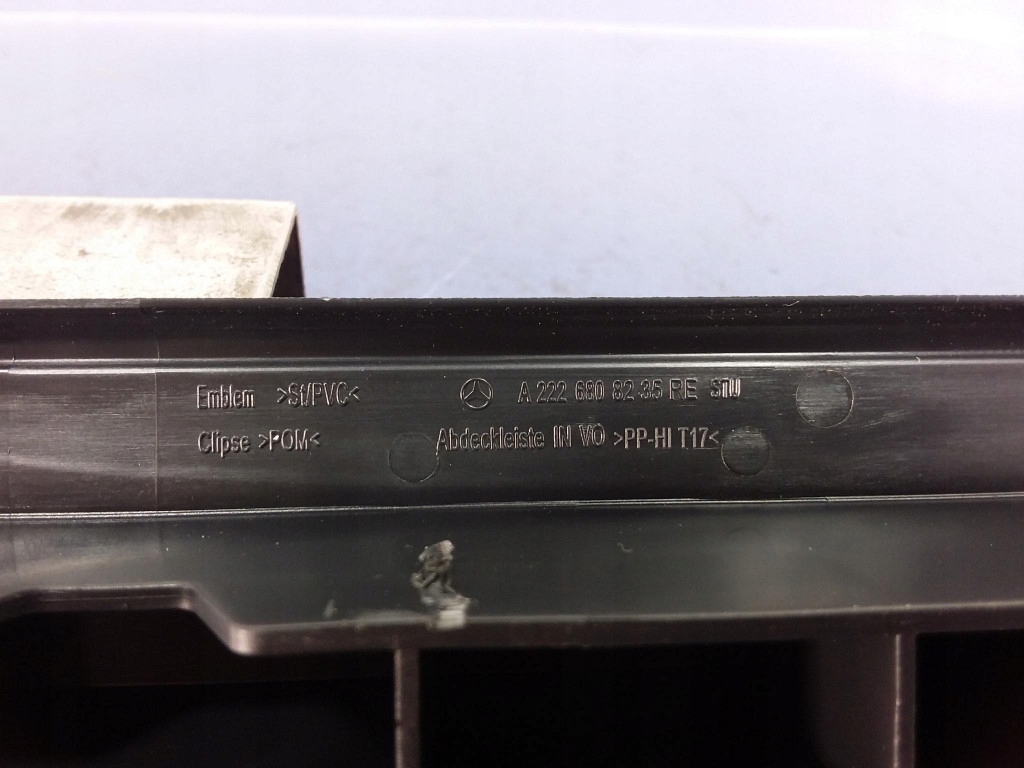 Emblem >St/PVC< A 222 680 82-35 RE STU
Clipse >POM< Abdeckleiste IN VO >PP-HI T17<